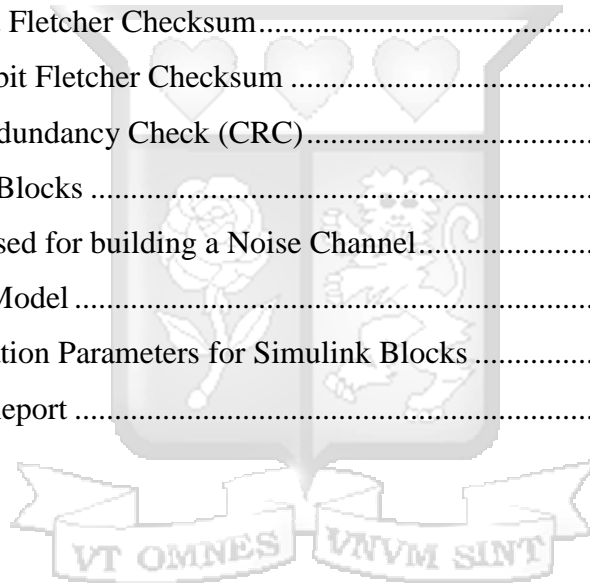 Fletcher Checksum
bit Fletcher Checksum
dundancy Check (CRC)
Blocks
sed for building a Noise Channel
Model
ation Parameters for Simulink Blocks
eport
VT OMNES VNVM SINT